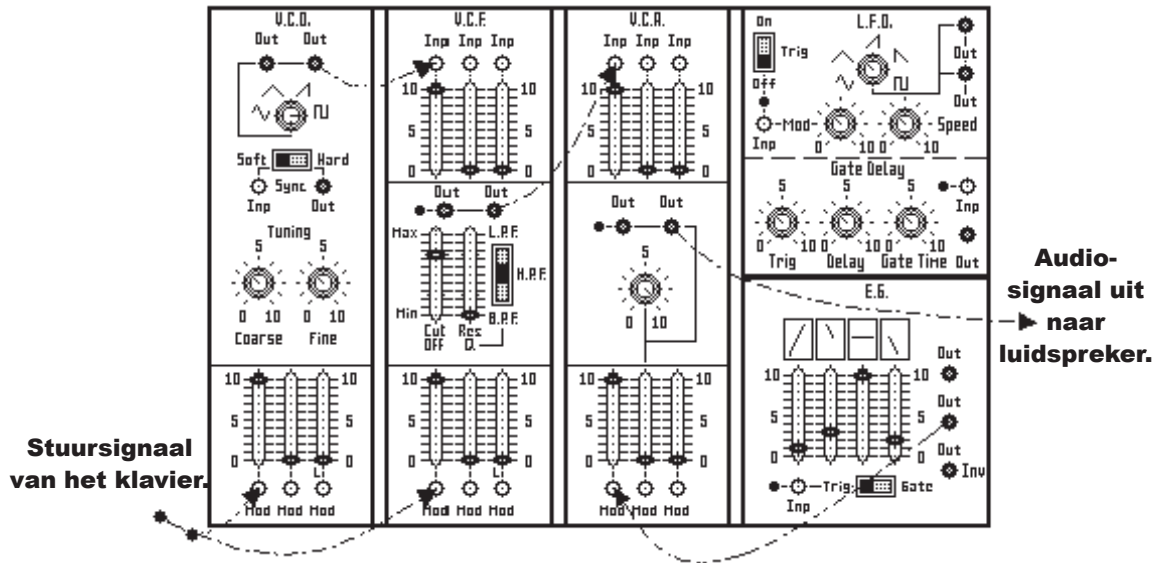 V.C.O.
Out Out
Soft Hard
Sync
Inp Out
Tuning
5 5
0 10 0 10
Coarse Fine
10 10
5 5
0 0
Mod Mod Mod
V.C.F.
Inp Inp Inp
10 10
5 5
0 0
Out Out
Max L.P.F.
H.P.F.
Min B.P.F.
Cut Res
Off Q
10 10
5 5
0 0
Mod Mod Mod
V.C.A.
Inp Inp Inp
10 10
5 5
0 0
Out Out
5
0 10
10 10
5 5
0 0
Mod Mod Mod
On L.F.O.
Trig
Off
Out
Out
Mod Speed
Inp
0 10 0 10
Gate Delay
5 5 5
Inp
0 10 0 10 0 10
Trig Delay Gate Time Out
E.G.
Out
10 10
Out
5 5
Out
0 0
Inv
Trig Gate
Inp
Stuursignaal
van het klavier.
Audio-
signaal uit
naar
luidspreker.